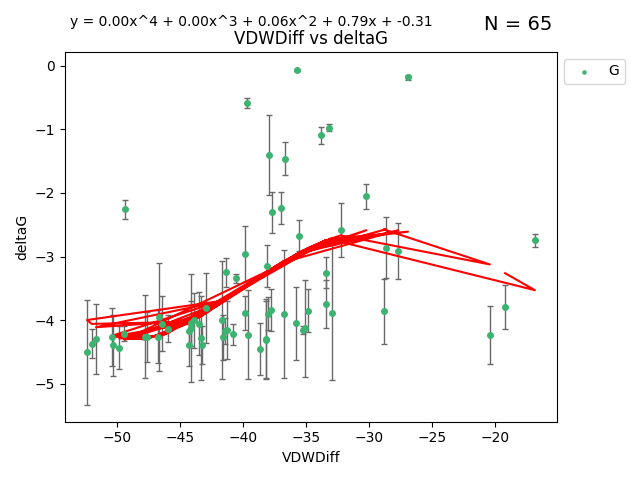 y = 0.00x^4 + 0.00x^3 + 0.06x^2 + 0.79x + -0.31
N = 65
VDWDiff vs deltaG
G
0
−1
−2
−3
−4
−5
deltaG
−50 −45 −40 −35 −30 −25 −20
VDWDiff